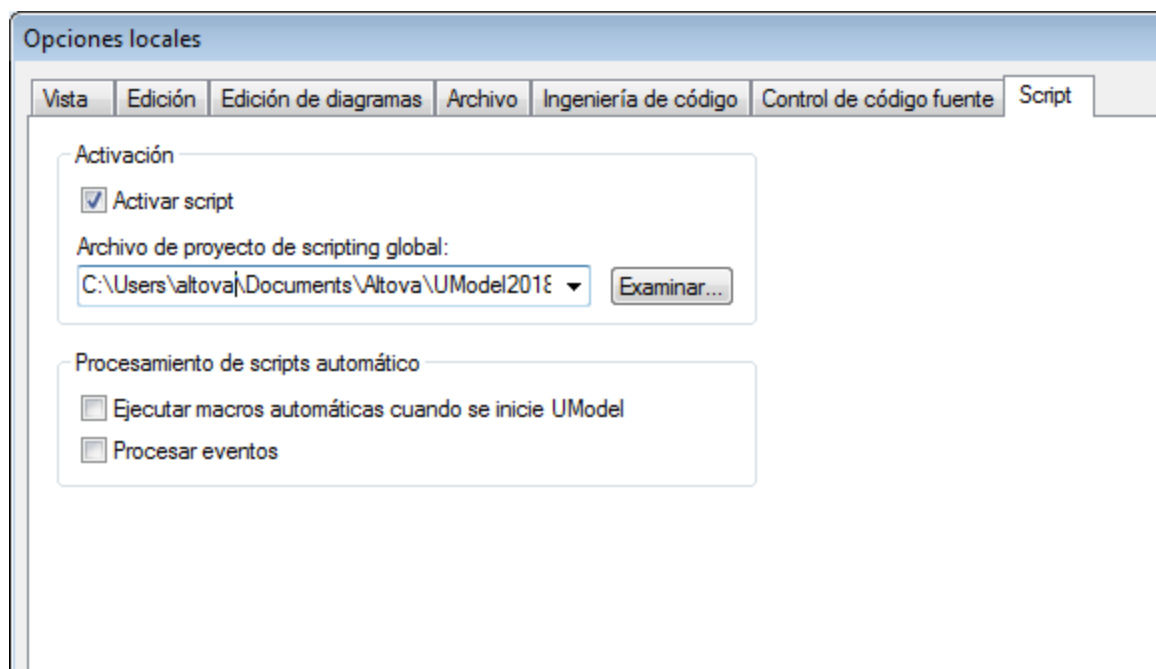 Opciones locales
Vista Edición Edición de diagramas Archivo Ingeniería de código Control de código fuente Script
Activación
Activar script
Archivo de proyecto de scripting global:
C:\Users\altova\Documents\Altova\UModel2018 Examinar...
Procesamiento de scripts automático
Ejecutar macros automáticas cuando se inicie UModel
Procesar eventos